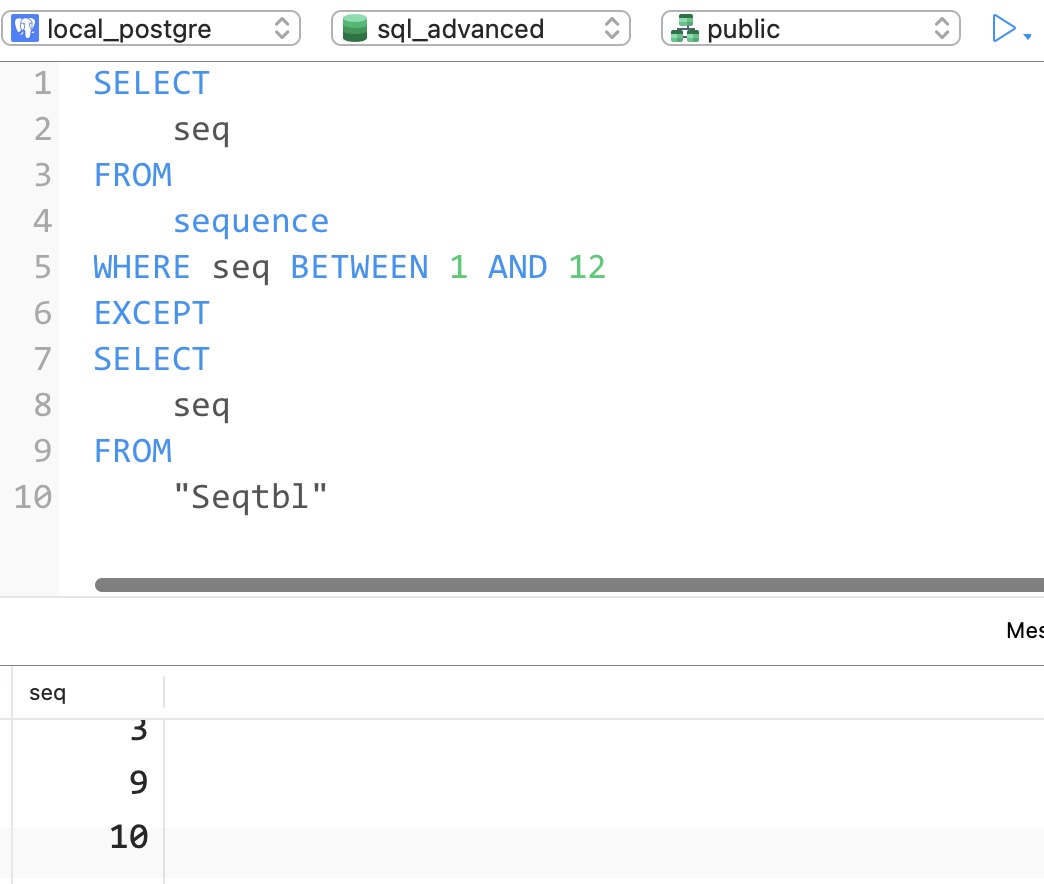 local_postgre sql_advanced public
1 SELECT
2 seq
3 FROM
4 sequence
5 WHERE seq BETWEEN 1 AND 12
6 EXCEPT
7 SELECT
8 seq
9 FROM
10 "Seqtbl"
Mes
seq
3
9
10